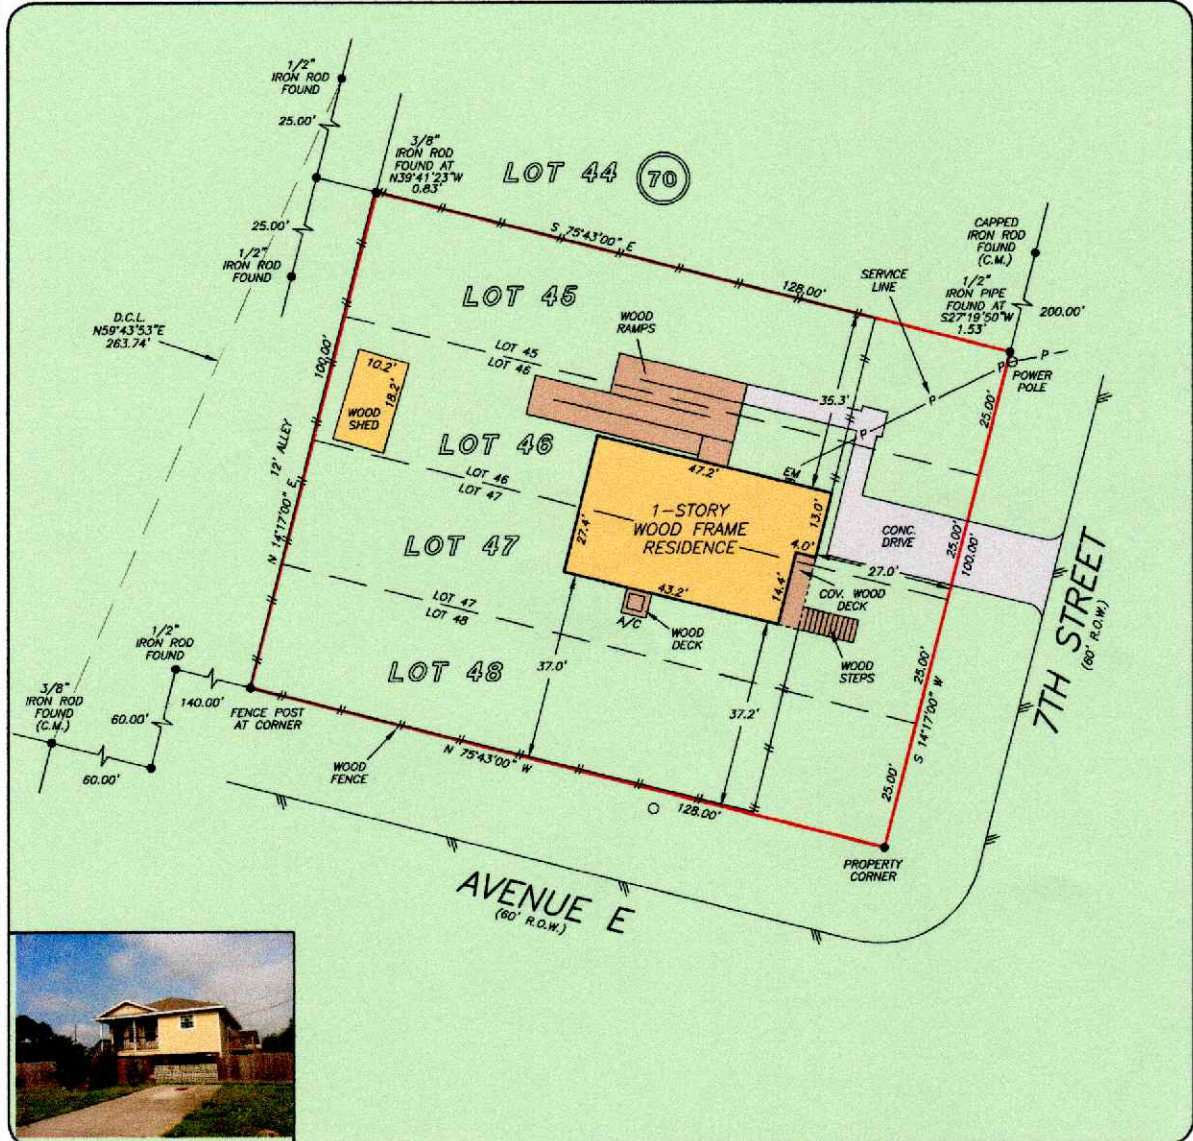 1/2"
IRON ROD
FOUND
25.00'
3/8"
IRON ROD
FOUND AT
N39°41'23"W
0.83'
LOT 44
70
25.00'
1/2"
IRON ROD
FOUND
S 75°43'00" E
128.00'
CAPPED
IRON ROD
FOUND
(C.M.)
1/2"
IRON PIPE
FOUND AT
S27°19'50"W
1.53'
200.00'
SERVICE
LINE
D.C.L.
N59°43'53"E
263.74'
LOT 45
WOOD
RAMPS
LOT 45
LOT 46
P
P
P
P
POWER
POLE
100.00'
10.2'
18.2'
WOOD
SHED
35.3'
25.00'
12' ALLEY
LOT 46
LOT 46
LOT 47
47.2'
EM
1-STORY
WOOD FRAME
RESIDENCE
13.0'
27.4'
4.0'
CONC.
DRIVE
25.00'
100.00'
N 14°17'00" E
LOT 47
27.0'
43.2'
14.4'
COV. WOOD
DECK
7TH STREET
(60' R.O.W.)
LOT 47
LOT 48
A/C
WOOD
DECK
WOOD
STEPS
25.00'
S 14°17'00" W
1/2"
IRON ROD
FOUND
LOT 48
37.0'
37.2'
3/8"
IRON ROD
FOUND
(C.M.)
60.00'
140.00'
FENCE POST
AT CORNER
60.00'
WOOD
FENCE
N 75°43'00" W
128.00'
25.00'
PROPERTY
CORNER
AVENUE E
(60' R.O.W.)